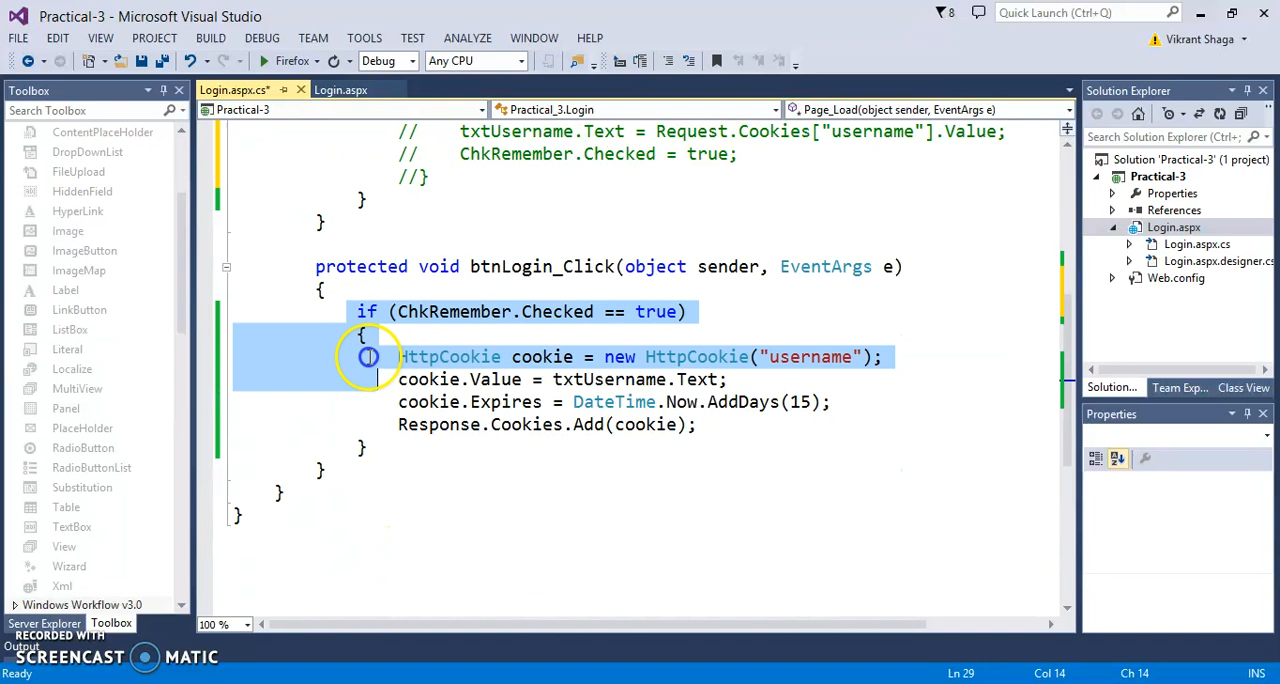 Practical-3 - Microsoft Visual Studio
8
Quick Launch (Ctrl+Q)
FILE EDIT VIEW PROJECT BUILD DEBUG TEAM TOOLS TEST ANALYZE WINDOW HELP
Vikrant Shaga
Firefox
Debug
Any CPU
Toolbox
Login.aspx.cs*
Login.aspx
Solution Explorer
Search Toolbox
Practical-3
Practical_3.Login
Page_Load(object sender, EventArgs e)
ContentPlaceHolder
DropDownList
FileUpload
HiddenField
HyperLink
Image
ImageButton
ImageMap
Label
LinkButton
ListBox
Literal
Localize
MultiView
Panel
PlaceHolder
RadioButton
RadioButtonList
Substitution
Table
TextBox
View
Wizard
Xml
Windows Workflow v3.0
Server Explorer
Toolbox
Output
// txtUsername.Text = Request.Cookies["username"].Value;
// ChkRemember.Checked = true;
//}
}
}
protected void btnLogin_Click(object sender, EventArgs e)
{
if (ChkRemember.Checked == true)
{
HttpCookie cookie = new HttpCookie("username");
cookie.Value = txtUsername.Text;
cookie.Expires = DateTime.Now.AddDays(15);
Response.Cookies.Add(cookie);
}
}
}
}
100 %
Search Solution Explorer (Ctrl+;
Solution 'Practical-3' (1 project)
Practical-3
Properties
References
Login.aspx
Login.aspx.cs
Login.aspx.designer.cs
Web.config
Solution...
Team Exp...
Class View
Properties
RECORDED WITH
SCREENCAST MATIC
Ready
Ln 29
Col 14
Ch 14
INS